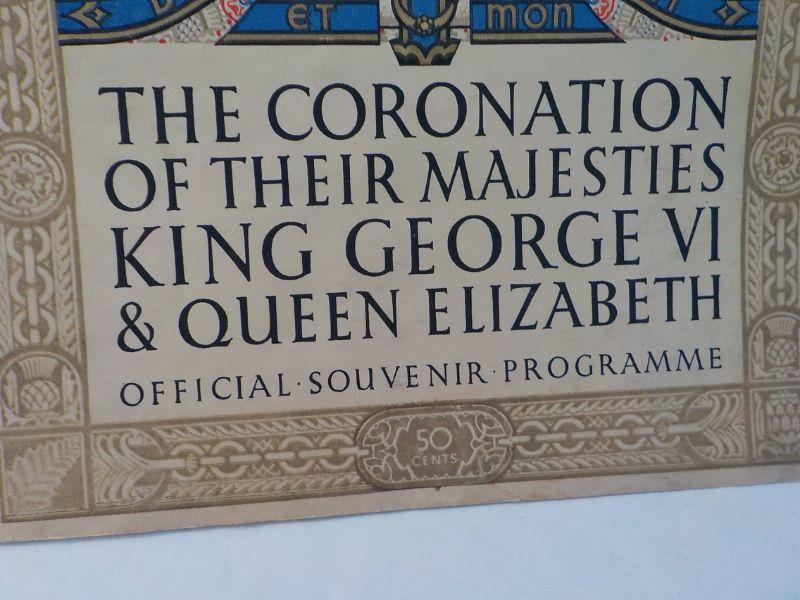 ET MON
THE CORONATION
OF THEIR MAJESTIES
KING GEORGE VI
& QUEEN ELIZABETH
OFFICIAL · SOUVENIR · PROGRAMME
50
CENTS